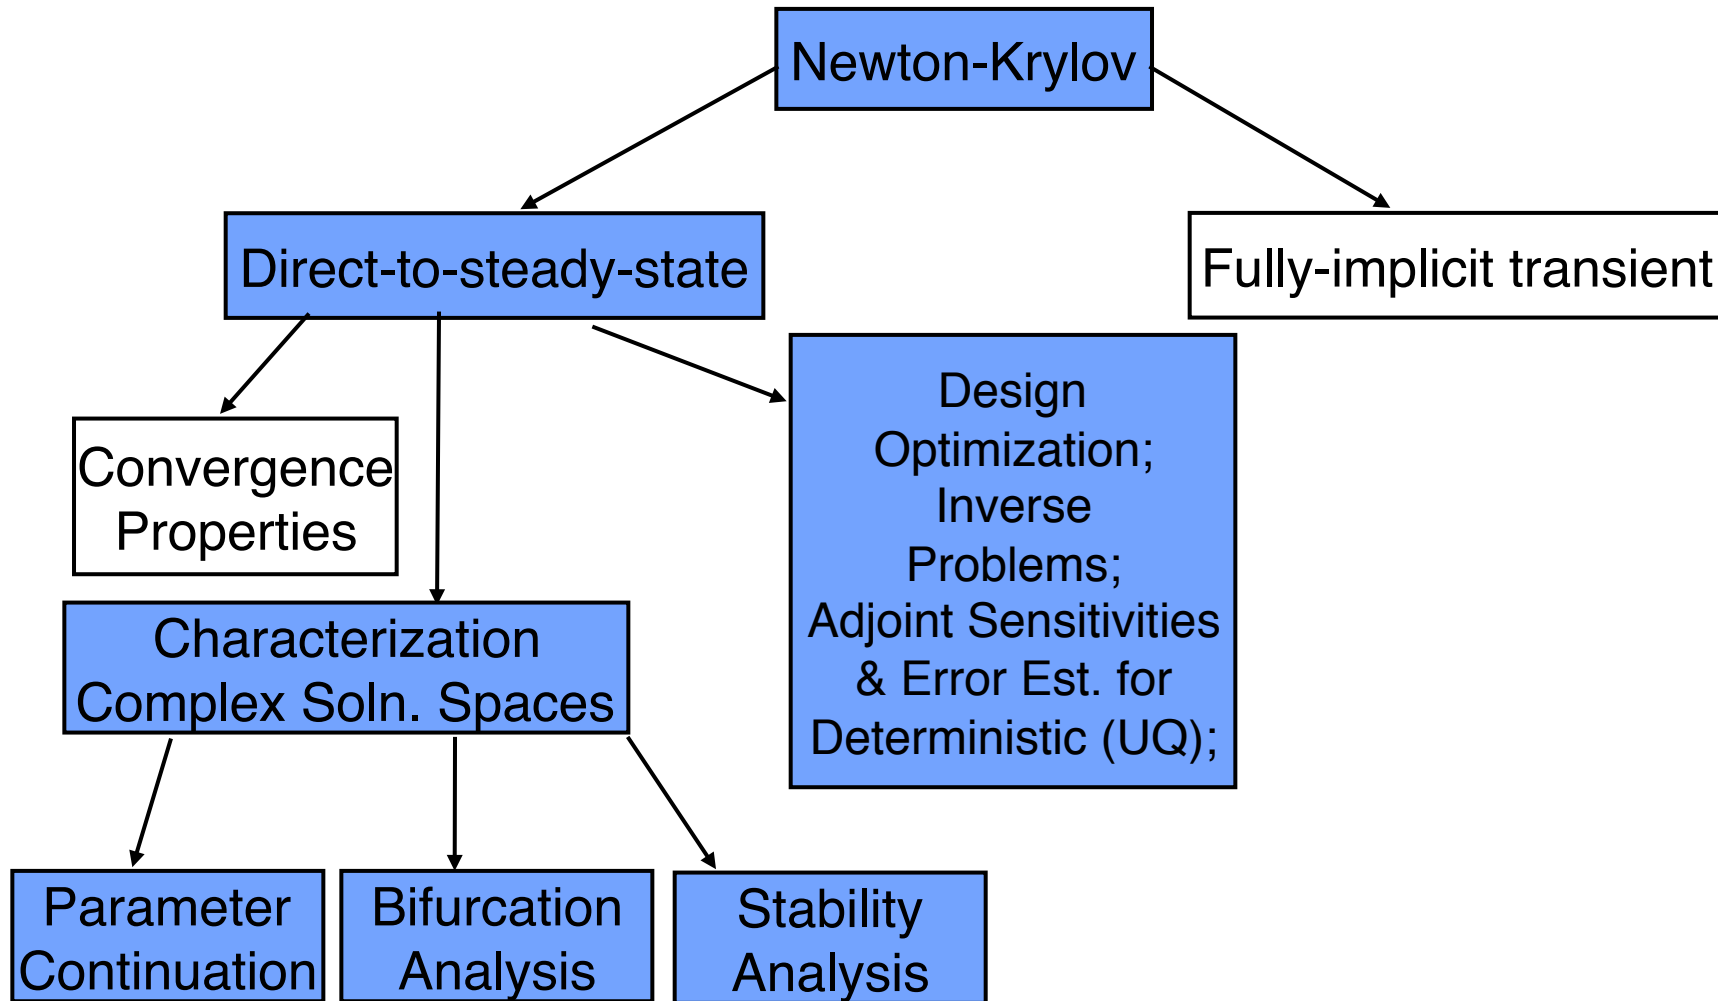 Newton-Krylov
Direct-to-steady-state
Fully-implicit transient
Convergence
Properties
Design
Optimization;
Inverse
Problems;
Adjoint Sensitivities
& Error Est. for
Deterministic (UQ);
Characterization
Complex Soln. Spaces
Parameter
Continuation
Bifurcation
Analysis
Stability
Analysis